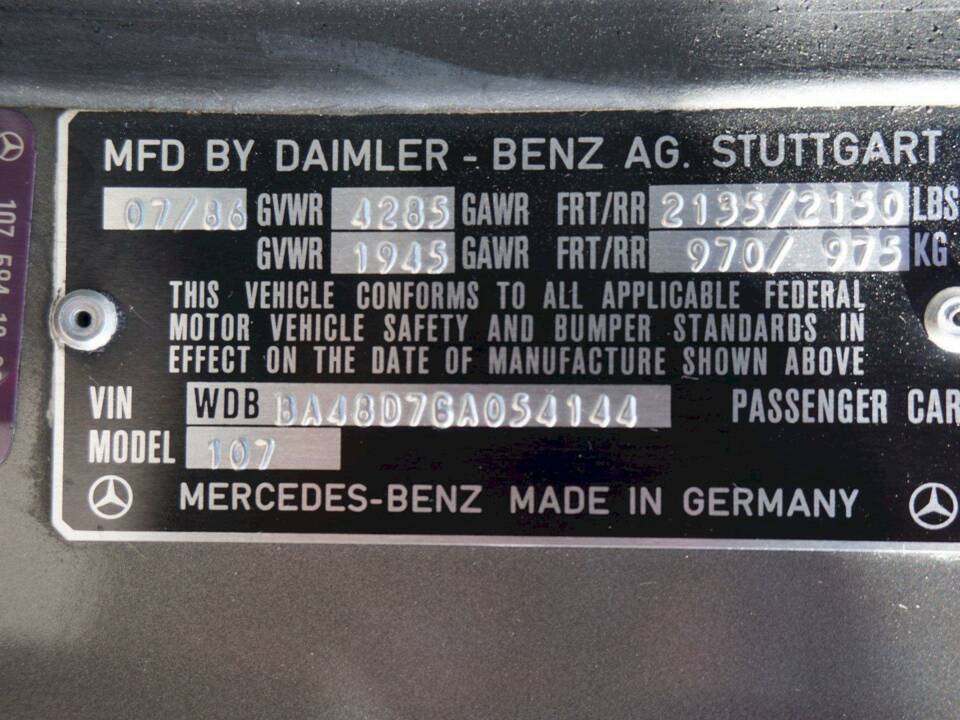 MFD BY DAIMLER - BENZ AG. STUTTGART
07/86 GVWR 4285 GAWR FRT/RR 2135/2150 LBS
GVWR 1945 GAWR FRT/RR 970/ 975 KG
THIS VEHICLE CONFORMS TO ALL APPLICABLE FEDERAL
MOTOR VEHICLE SAFETY AND BUMPER STANDARDS IN
EFFECT ON THE DATE OF MANUFACTURE SHOWN ABOVE
VIN WDB BA48D7GA054144 PASSENGER CAR
MODEL 107
MERCEDES-BENZ MADE IN GERMANY
107 584